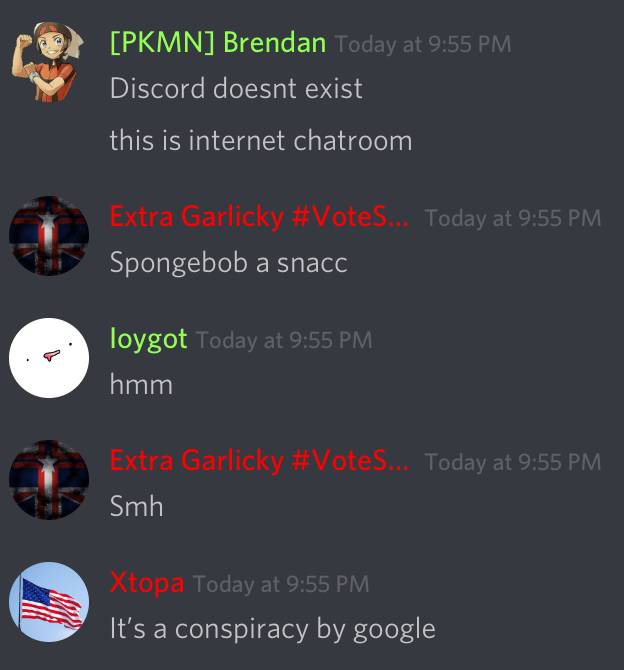 [PKMN] Brendan Today at 9:55 PM
Discord doesnt exist
this is internet chatroom
Extra Garlicky #VoteS... Today at 9:55 PM
Spongebob a snacc
loygot Today at 9:55 PM
hmm
Extra Garlicky #VoteS... Today at 9:55 PM
Smh
Xtopa Today at 9:55 PM
It's a conspiracy by google